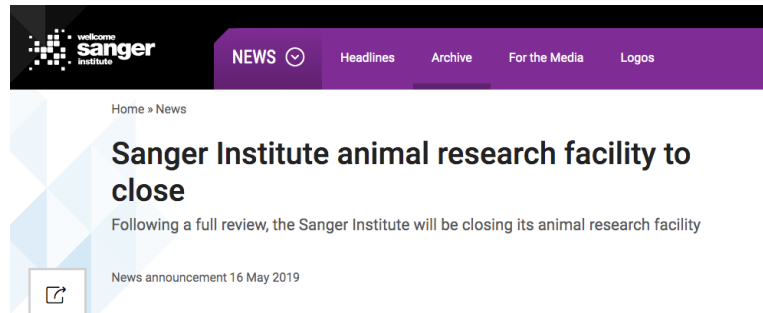 wellcome
sanger
institute
NEWS
Headlines
Archive
For the Media
Logos
Home » News
Sanger Institute animal research facility to
close
Following a full review, the Sanger Institute will be closing its animal research facility
News announcement 16 May 2019